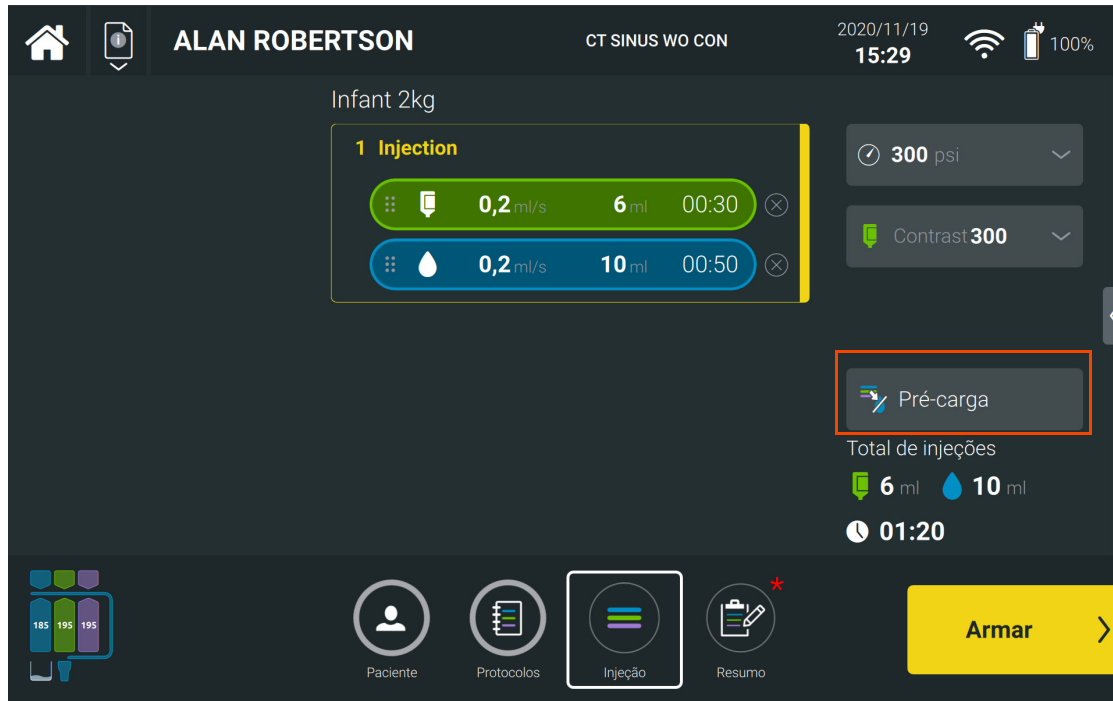 ALAN ROBERTSON
CT SINUS WO CON
2020/11/19
15:29
100%
Infant 2kg
1 Injection
0,2 ml/s 6 ml 00:30
0,2 ml/s 10 ml 00:50
300 psi
Contrast 300
Pré-carga
Total de injeções
6 ml 10 ml
01:20
185 195 195
Paciente
Protocolos
Injeção
Resumo
*
Armar